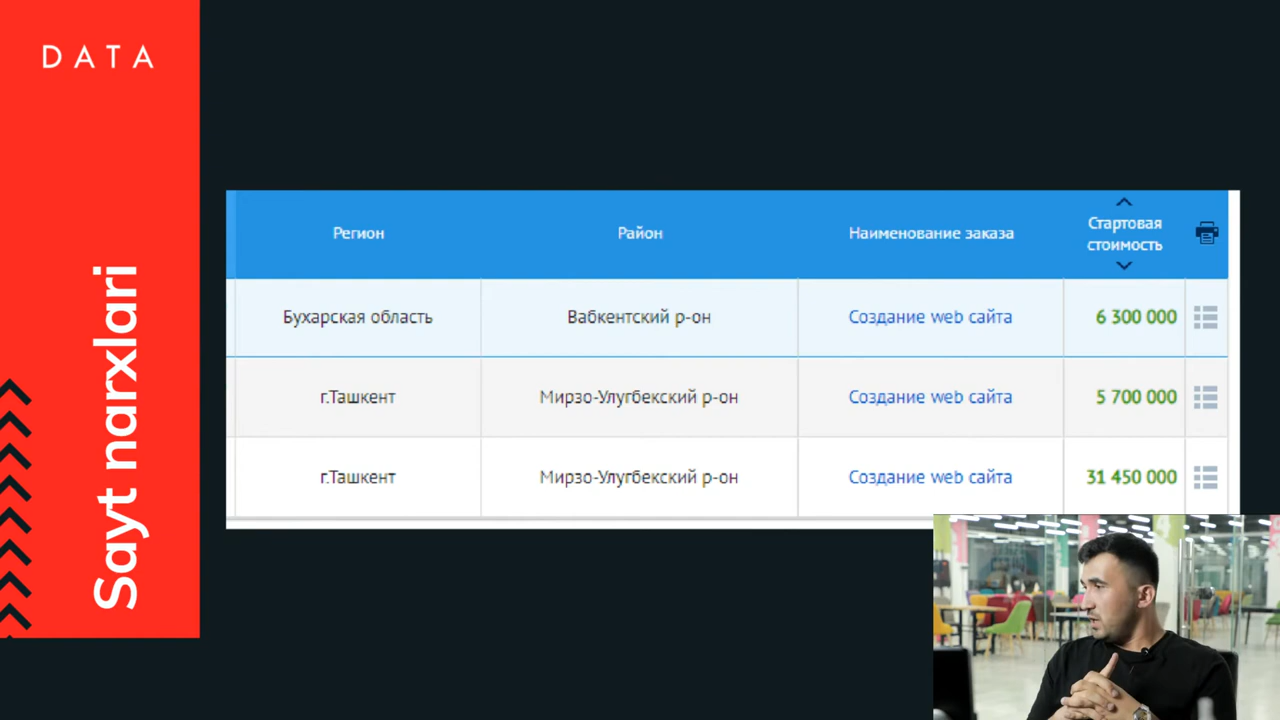 DATA
Sayt narxlari
Регион Район Наименование заказа Стартовая стоимость
Бухарская область Вабкентский р-он Создание web сайта 6 300 000
г.Ташкент Мирзо-Улугбекский р-он Создание web сайта 5 700 000
г.Ташкент Мирзо-Улугбекский р-он Создание web сайта 31 450 000